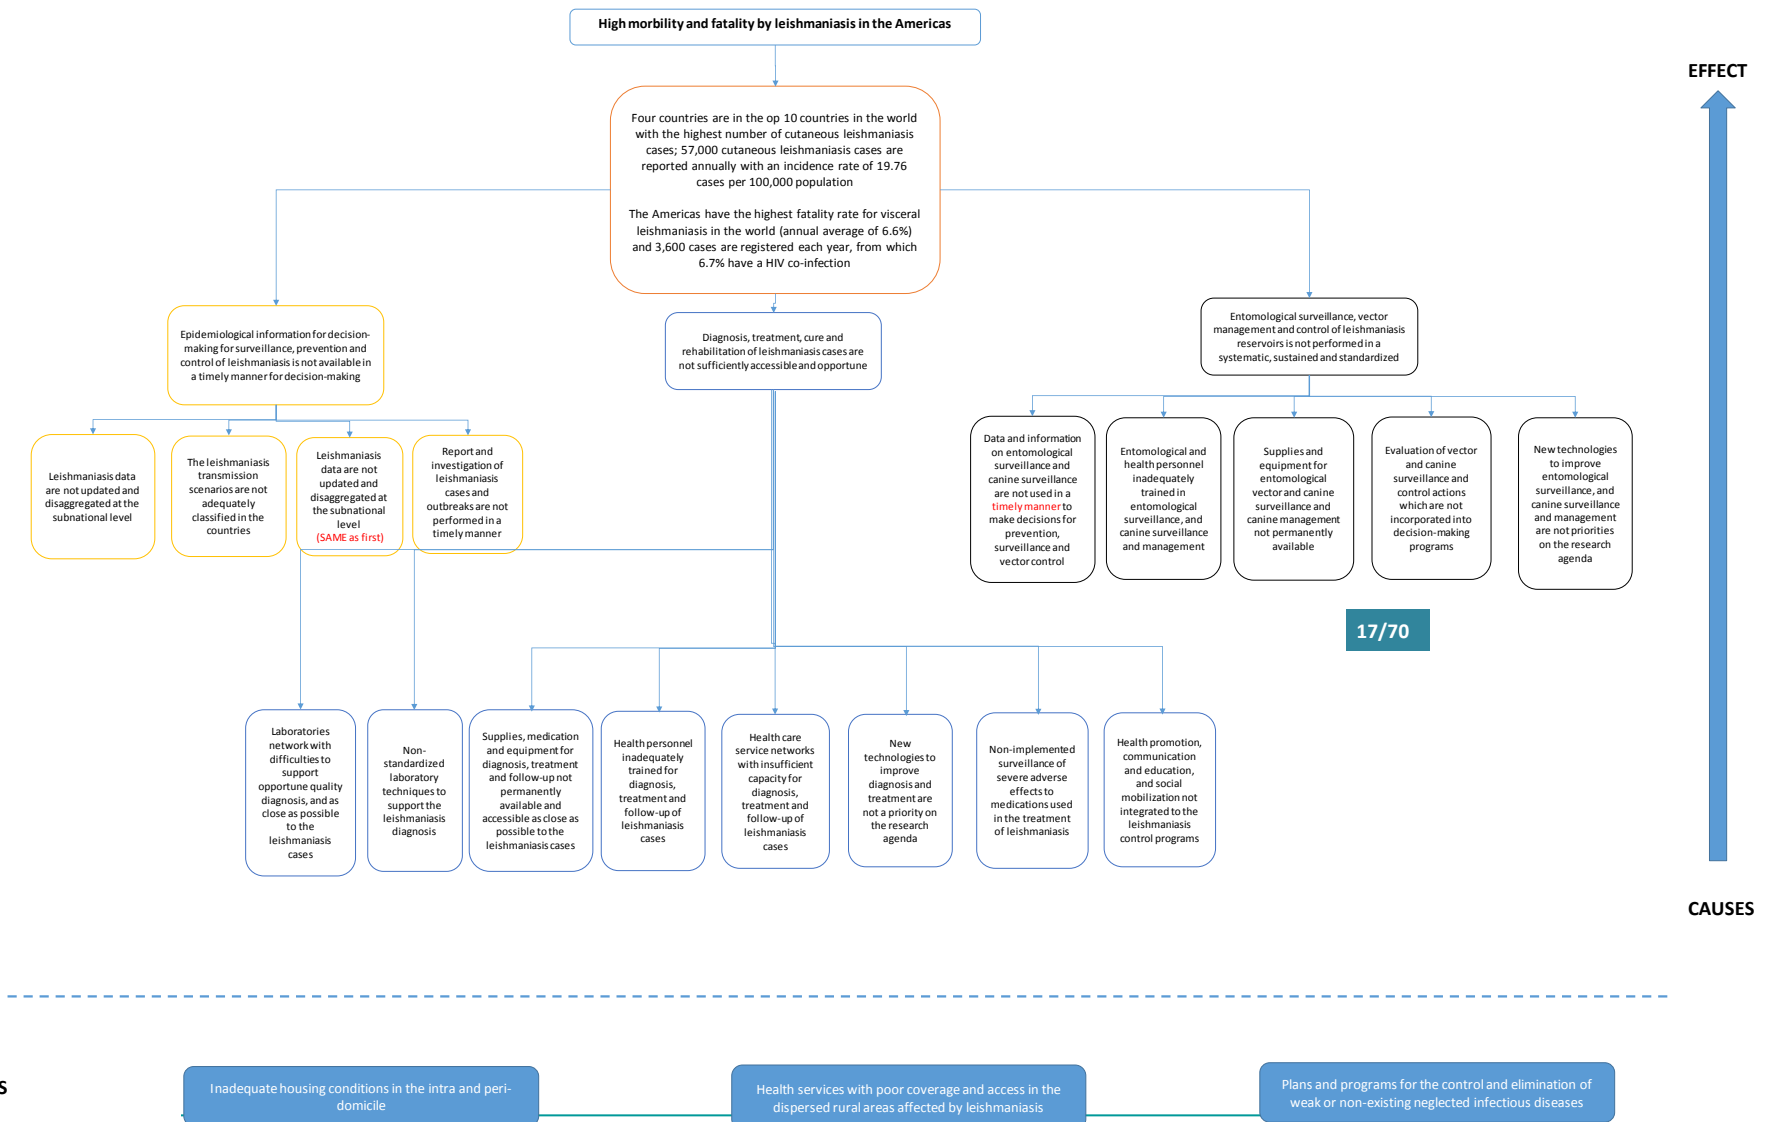 High morbility and fatality by leishmaniasis in the Americas
EFFECT
Four countries are in the op 10 countries in the world
with the highest number of cutaneous leishmaniasis
cases; 57,000 cutaneous leishmaniasis cases are
reported annually with an incidence rate of 19.76
cases per 100,000 population
The Americas have the highest fatality rate for visceral
leishmaniasis in the world (annual average of 6.6%)
and 3,600 cases are registered each year, from which
6.7% have a HIV co-infection
Epidemiological information for decision-
making for surveillance, prevention and
control of leishmaniasis is not available in
a timely manner for decision-making
Diagnosis, treatment, cure and
rehabilitation of leishmaniasis cases are
not sufficiently accessible and opportune
Entomological surveillance, vector
management and control of leishmaniasis
reservoirs is not performed in a
systematic, sustained and standardized
Leishmaniasis data
are not updated and
disaggregated at the
subnational level
The leishmaniasis
transmission
scenarios are not
adequately
classified in the
countries
Leishmaniasis
data are not
updated and
disaggregated at
the subnational
level
(SAME as first)
Report and
investigation of
leishmaniasis
cases and
outbreaks are not
performed in a
timely manner
Data and information
on entomological
surveillance and
canine surveillance
are not used in a
timely manner to
make decisions for
prevention,
surveillance and
vector control
Entomological and
health personnel
inadequately
trained in
entomological
surveillance, and
canine surveillance
and management
Supplies and
equipment for
entomological
vector and canine
surveillance and
canine management
not permanently
available
Evaluation of vector
and canine
surveillance and
control actions
which are not
incorporated into
decision-making
programs
New technologies
to improve
entomological
surveillance, and
canine surveillance
and management
are not priorities
on the research
agenda
17/70
Laboratories
network with
difficulties to
support
opportune quality
diagnosis, and as
close as possible
to the
leishmaniasis
cases
Non-
standardized
laboratory
techniques to
support the
leishmaniasis
diagnosis
Supplies, medication
and equipment for
diagnosis, treatment
and follow-up not
permanently
available and
accessible as close as
possible to the
leishmaniasis cases
Health personnel
inadequately
trained for
diagnosis,
treatment and
follow-up of
leishmaniasis
cases
Health care
service networks
with insufficient
capacity for
diagnosis,
treatment and
follow-up of
leishmaniasis
cases
New
technologies to
improve
diagnosis and
treatment are
not a priority on
the research
agenda
Non-implemented
surveillance of
severe adverse
effects to
medications used
in the treatment
of leishmaniasis
Health promotion,
communication
and education,
and social
mobilization not
integrated to the
leishmaniasis
control programs
CAUSES
S
Inadequate housing conditions in the intra and peri-
domicile
Health services with poor coverage and access in the
dispersed rural areas affected by leishmaniasis
Plans and programs for the control and elimination of
weak or non-existing neglected infectious diseases